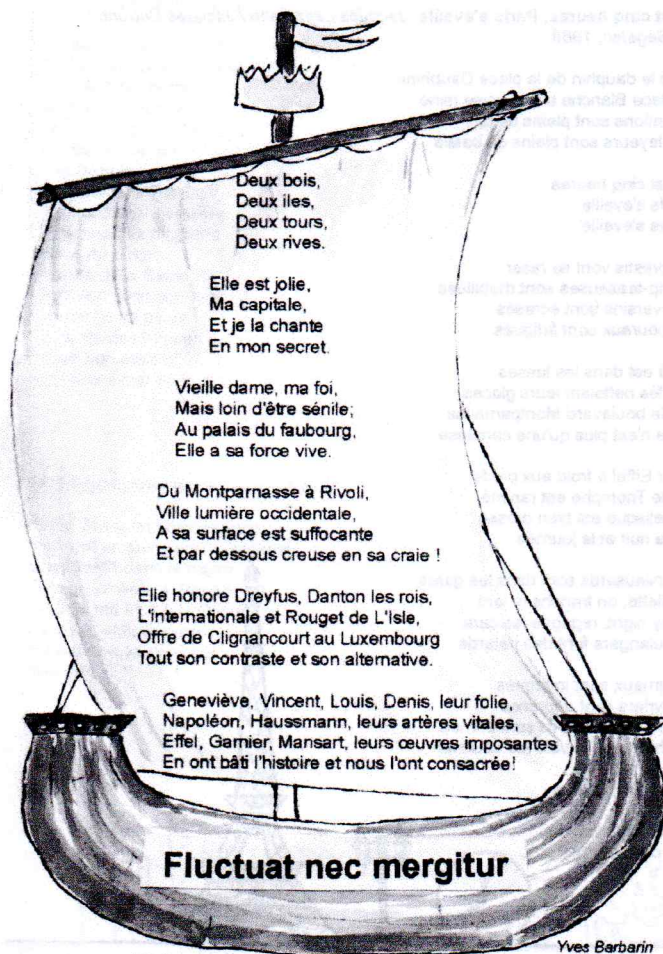 Deux bois,
Deux iles,
Deux tours,
Deux rives.
Elle est jolie,
Ma capitale,
Et je la chante
En mon secret.
Vieille dame, ma foi,
Mais loin d'être sénile;
Au palais du faubourg,
Elle a sa force vive.
Du Montparnasse à Rivoli,
Ville lumière occidentale,
A sa surface est suffocante
Et par dessous creuse en sa craie !
Elle honore Dreyfus, Danton les rois,
L'internationale et Rouget de L'Isle,
Offre de Clignancourt au Luxembourg
Tout son contraste et son alternative.
Geneviève, Vincent, Louis, Denis, leur folie,
Napoléon, Haussmann, leurs artères vitales,
Effel, Garnier, Mansart, leurs œuvres imposantes
En ont bâti l'histoire et nous l'ont consacrée!
Fluctuat nec mergitur
Yves Barbarin